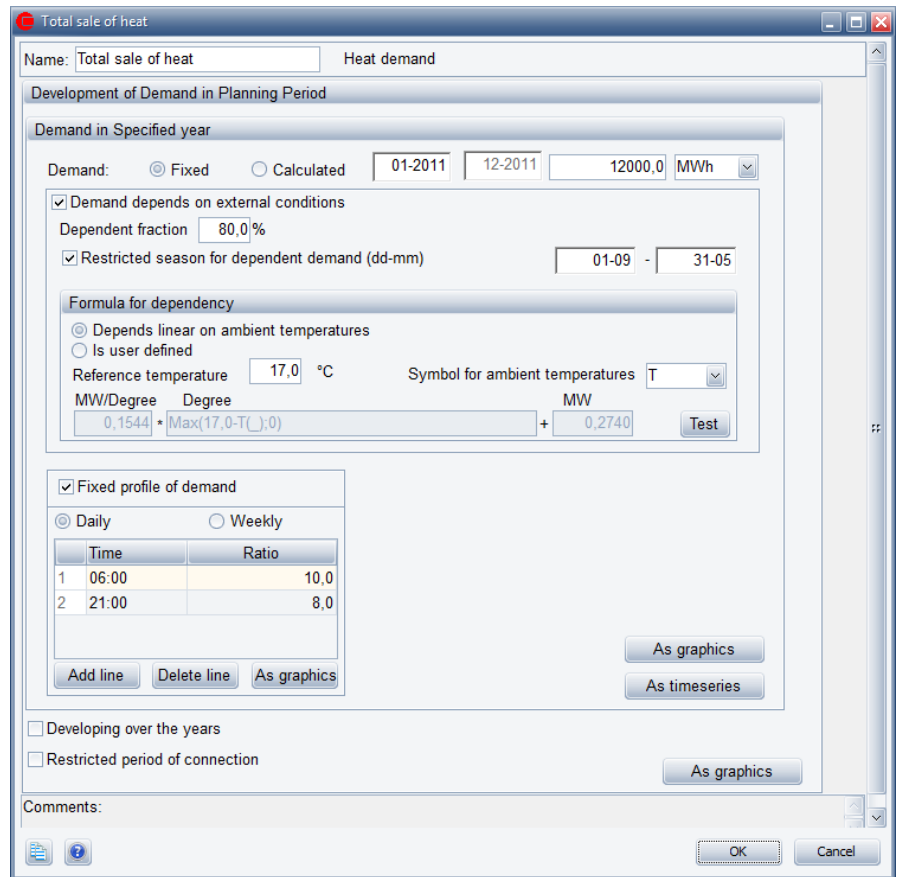 Total sale of heat
Name: Total sale of heat Heat demand
Development of Demand in Planning Period
Demand in Specified year
Demand: Fixed Calculated 01-2011 12-2011 12000,0 MWh
Demand depends on external conditions
Dependent fraction 80,0 %
Restricted season for dependent demand (dd-mm) 01-09 - 31-05
Formula for dependency
Depends linear on ambient temperatures
Is user defined
Reference temperature 17,0 °C Symbol for ambient temperatures T
MW/Degree Degree MW
0,1544 * Max(17,0-T(_);0) + 0,2740 Test
Fixed profile of demand
Daily Weekly
Time Ratio
1 06:00 10,0
2 21:00 8,0
As graphics
Add line Delete line As graphics
As timeseries
Developing over the years
Restricted period of connection
As graphics
Comments:
OK Cancel